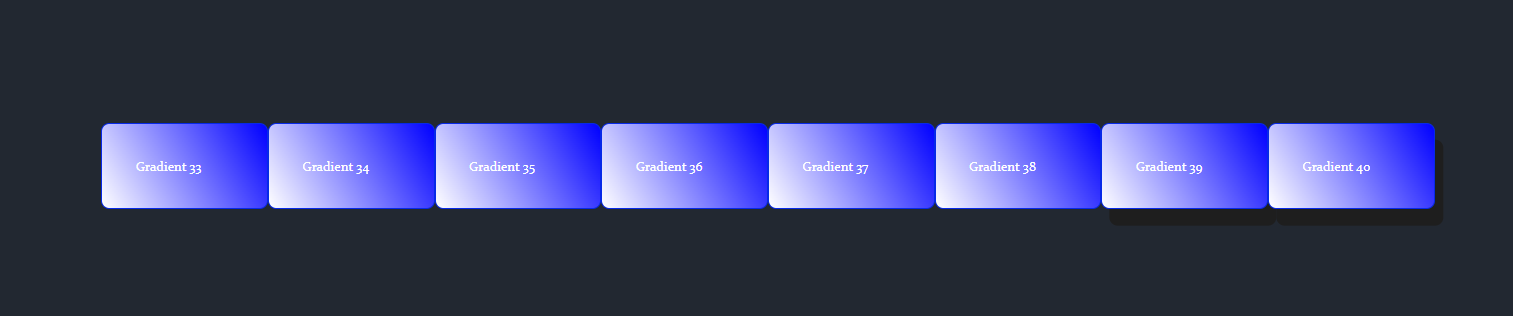 Gradient 33
Gradient 34
Gradient 35
Gradient 36
Gradient 37
Gradient 38
Gradient 39
Gradient 40